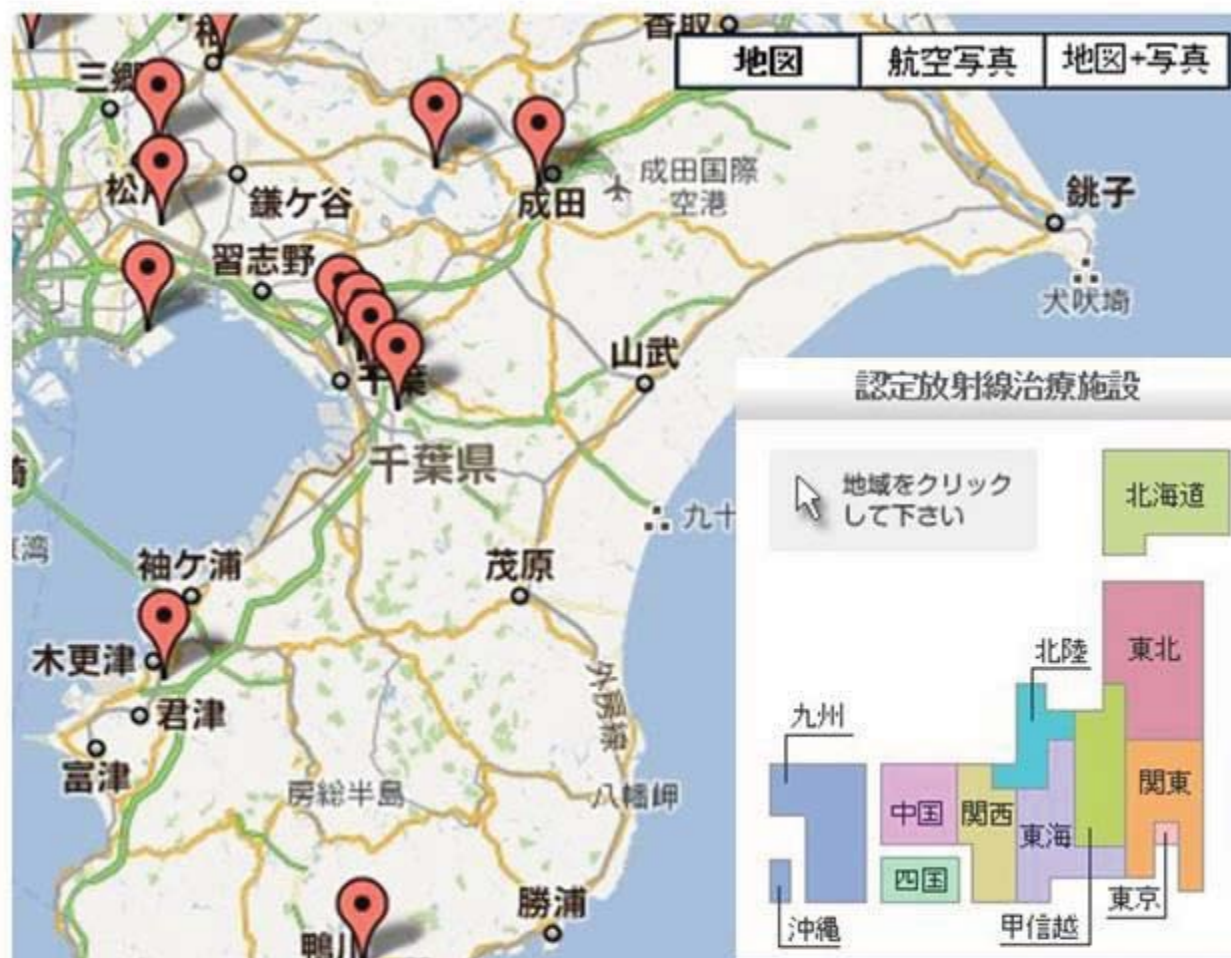 香取
地図
航空写真
地図+写真
三郷
成田国際
空港
鎌ケ谷
成田
銚子
習志野
犬吠埼
山武
千葉
認定放射線治療施設
千葉県
地域をクリック
して下さい
北海道
九十
湾
袖ケ浦
茂原
木更津
君津
富津
外房線
房総半島
八幡岬
勝浦
鴨川
北陸
東北
九州
中国
関西
東海
関東
四国
沖縄
甲信越
東京